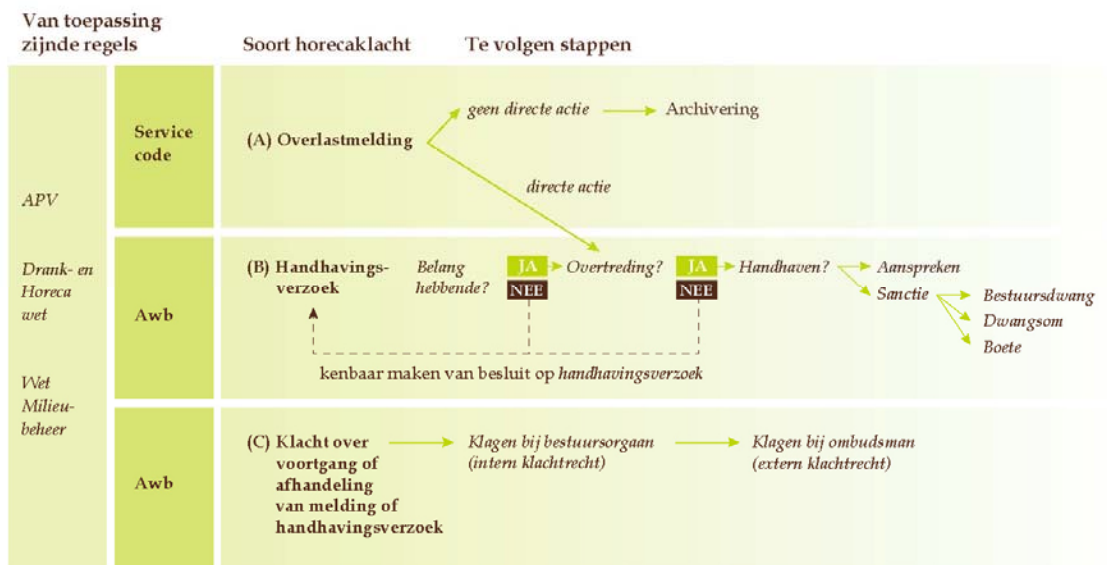 Van toepassing
zijnde regels
Soort horecaklacht
Te volgen stappen
APV
Drank- en
Horeca
wet
Wet
Milieu-
beheer
Service
code
(A) Overlastmelding
geen directe actie
Archivering
directe actie
Awb
(B) Handhavings-
verzoek
Belang
hebbende?
JA
NEE
Overtreding?
JA
NEE
Handhaven?
Aanspreken
Sanctie
Bestuursdwang
Dwangsom
Boete
kenbaar maken van besluit op handhavingsverzoek
Awb
(C) Klacht over
voortgang of
afhandeling
van melding of
handhavingsverzoek
Klagen bij bestuursorgaan
(intern klachtrecht)
Klagen bij ombudsman
(extern klachtrecht)